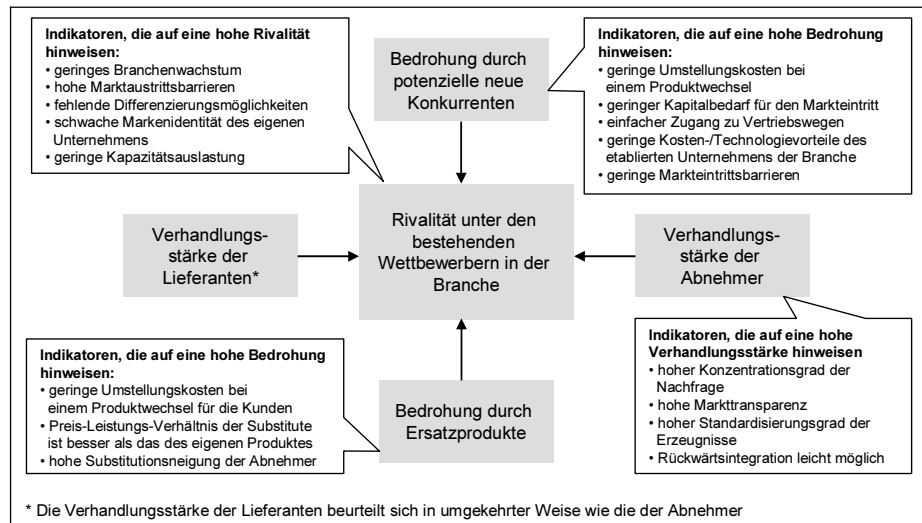 Indikatoren, die auf eine hohe Rivalität
hinweisen:
• geringes Branchenwachstum
• hohe Marktaustrittsbarrieren
• fehlende Differenzierungsmöglichkeiten
• schwache Markenidentität des eigenen
Unternehmens
• geringe Kapazitätsauslastung
Bedrohung durch
potenzielle neue
Konkurrenten
Indikatoren, die auf eine hohe Bedrohung
hinweisen:
• geringe Umstellungskosten bei
einem Produktwechsel
• geringer Kapitalbedarf für den Markteintritt
• einfacher Zugang zu Vertriebswegen
• geringe Kosten-/Technologievorteile des
etablierten Unternehmens der Branche
• geringe Markteintrittsbarrieren
Verhandlungs-
stärke der
Lieferanten*
Rivalität unter den
bestehenden
Wettbewerbern in der
Branche
Verhandlungs-
stärke der
Abnehmer
Indikatoren, die auf eine hohe Bedrohung
hinweisen:
• geringe Umstellungskosten bei
einem Produktwechsel für die Kunden
• Preis-Leistungs-Verhältnis der Substitute
ist besser als das des eigenen Produktes
• hohe Substitutionsneigung der Abnehmer
Bedrohung durch
Ersatzprodukte
Indikatoren, die auf eine hohe
Verhandlungsstärke hinweisen
• hoher Konzentrationsgrad der
Nachfrage
• hohe Markttransparenz
• hoher Standardisierungsgrad der
Erzeugnisse
• Rückwärtsintegration leicht möglich
* Die Verhandlungsstärke der Lieferanten beurteilt sich in umgekehrter Weise wie die der Abnehmer